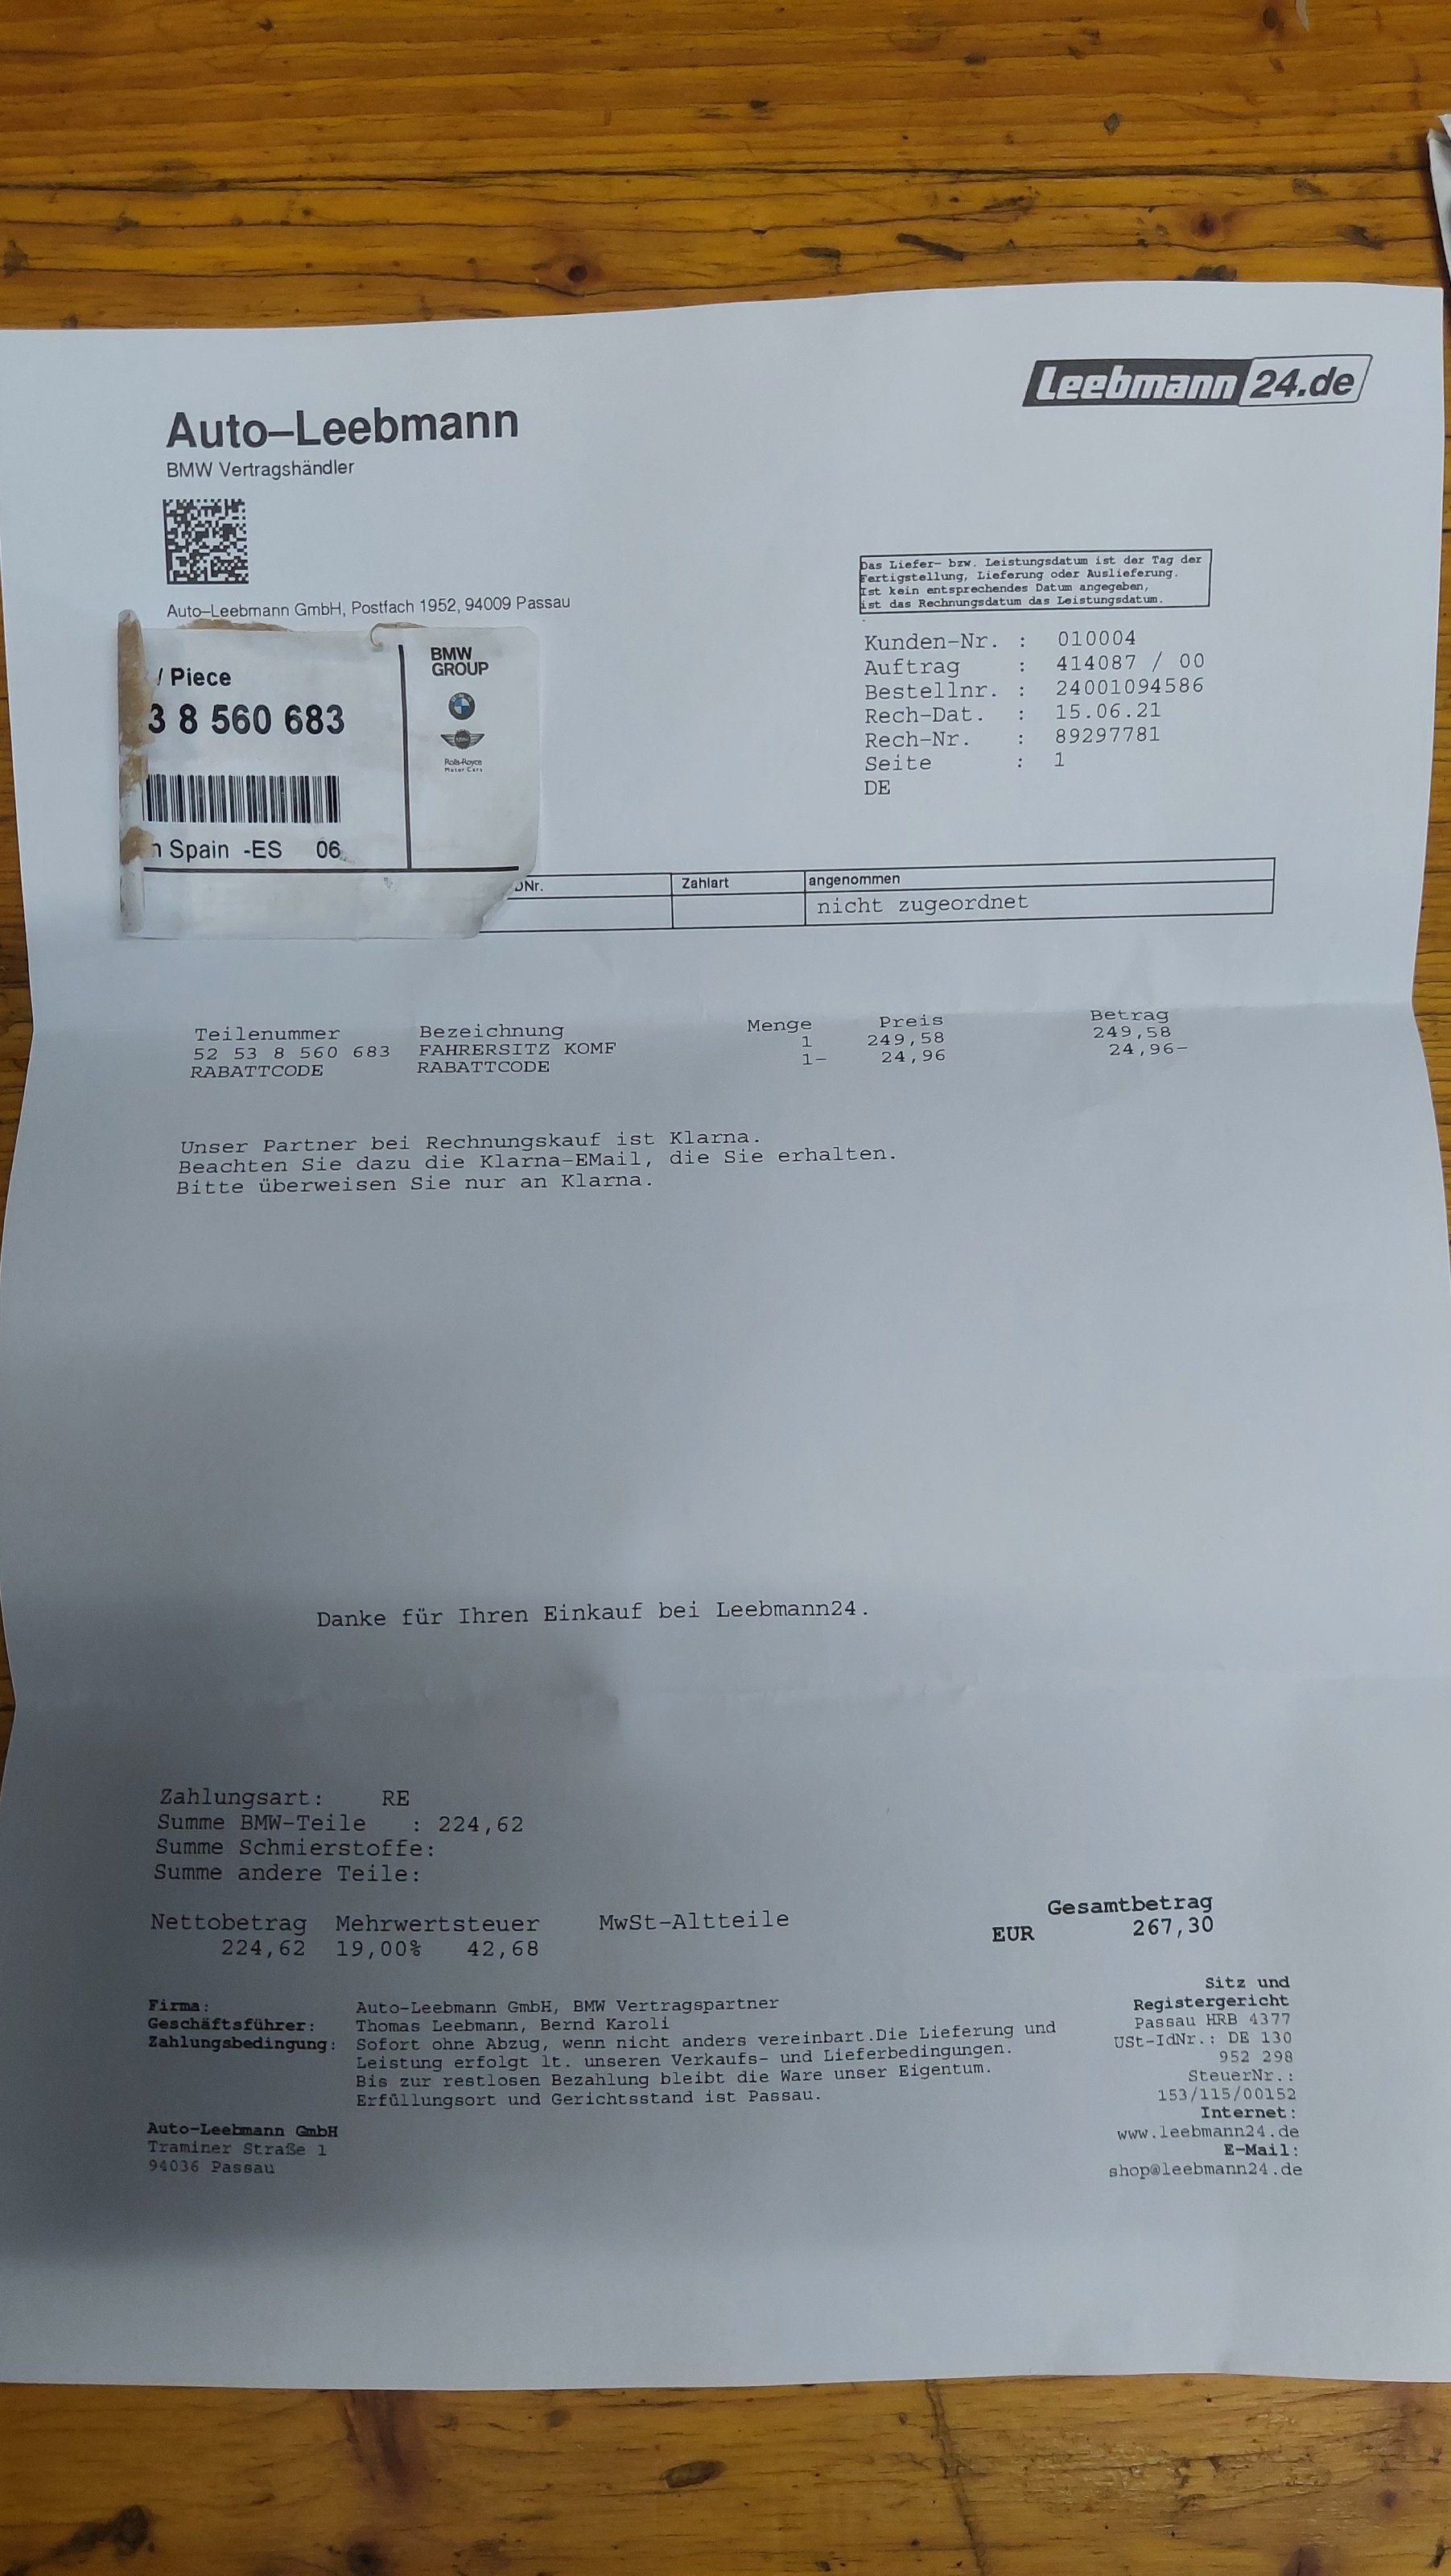 Leebmann24.de
Auto–Leebmann
BMW Vertragshändler
Auto–Leebmann GmbH, Postfach 1952, 94009 Passau
Das Liefer– bzw. Leistungsdatum ist der Tag der
Fertigstellung, Lieferung oder Auslieferung.
Ist kein entsprechendes Datum angegeben,
ist das Rechnungsdatum das Leistungsdatum.
/ Piece
3 8 560 683
n Spain -ES 06
BMW
GROUP
Rolls-Royce
Motor Cars
Kunden-Nr. : 010004
Auftrag : 414087 / 00
Bestellnr. : 24001094586
Rech-Dat. : 15.06.21
Rech-Nr. : 89297781
Seite : 1
DE
Nr. Zahlart angenommen
nicht zugeordnet
Teilenummer Bezeichnung Menge Preis Betrag
52 53 8 560 683 FAHRERSITZ KOMF 1 249,58 249,58
RABATTCODE RABATTCODE 1– 24,96 24,96–
Unser Partner bei Rechnungskauf ist Klarna.
Beachten Sie dazu die Klarna-EMail, die Sie erhalten.
Bitte überweisen Sie nur an Klarna.
Danke für Ihren Einkauf bei Leebmann24.
Zahlungsart: RE
Summe BMW-Teile : 224,62
Summe Schmierstoffe:
Summe andere Teile:
Nettobetrag Mehrwertsteuer MwSt-Altteile Gesamtbetrag
224,62 19,00% 42,68 EUR 267,30
Firma: Auto-Leebmann GmbH, BMW Vertragspartner
Geschäftsführer: Thomas Leebmann, Bernd Karoli
Zahlungsbedingung: Sofort ohne Abzug, wenn nicht anders vereinbart.Die Lieferung und
Leistung erfolgt lt. unseren Verkaufs- und Lieferbedingungen.
Bis zur restlosen Bezahlung bleibt die Ware unser Eigentum.
Erfüllungsort und Gerichtsstand ist Passau.
Auto-Leebmann GmbH
Traminer Straße 1
94036 Passau
Sitz und
Registergericht
Passau HRB 4377
USt-IdNr.: DE 130
952 298
SteuerNr.:
153/115/00152
Internet:
www.leebmann24.de
E-Mail:
shop@leebmann24.de